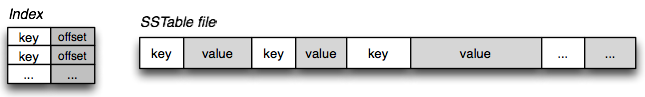 Index
key offset
key offset
... ...
SSTable file
key value key value key value ... ...